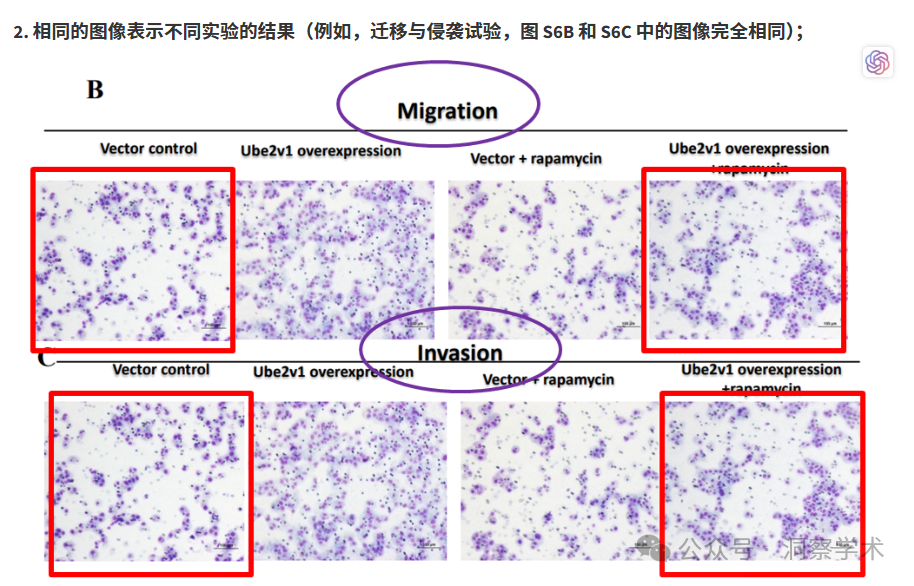 2. 相同的图像表示不同实验的结果（例如，迁移与侵袭试验，图 S6B 和 S6C 中的图像完全相同）；
B
Migration
Vector control
Ube2v1 overexpression
Vector + rapamycin
Ube2v1 overexpression
+rapamycin
C
Invasion
Vector control
Ube2v1 overexpression
Vector + rapamycin
Ube2v1 overexpression
+rapamycin
公众号 洞察学术